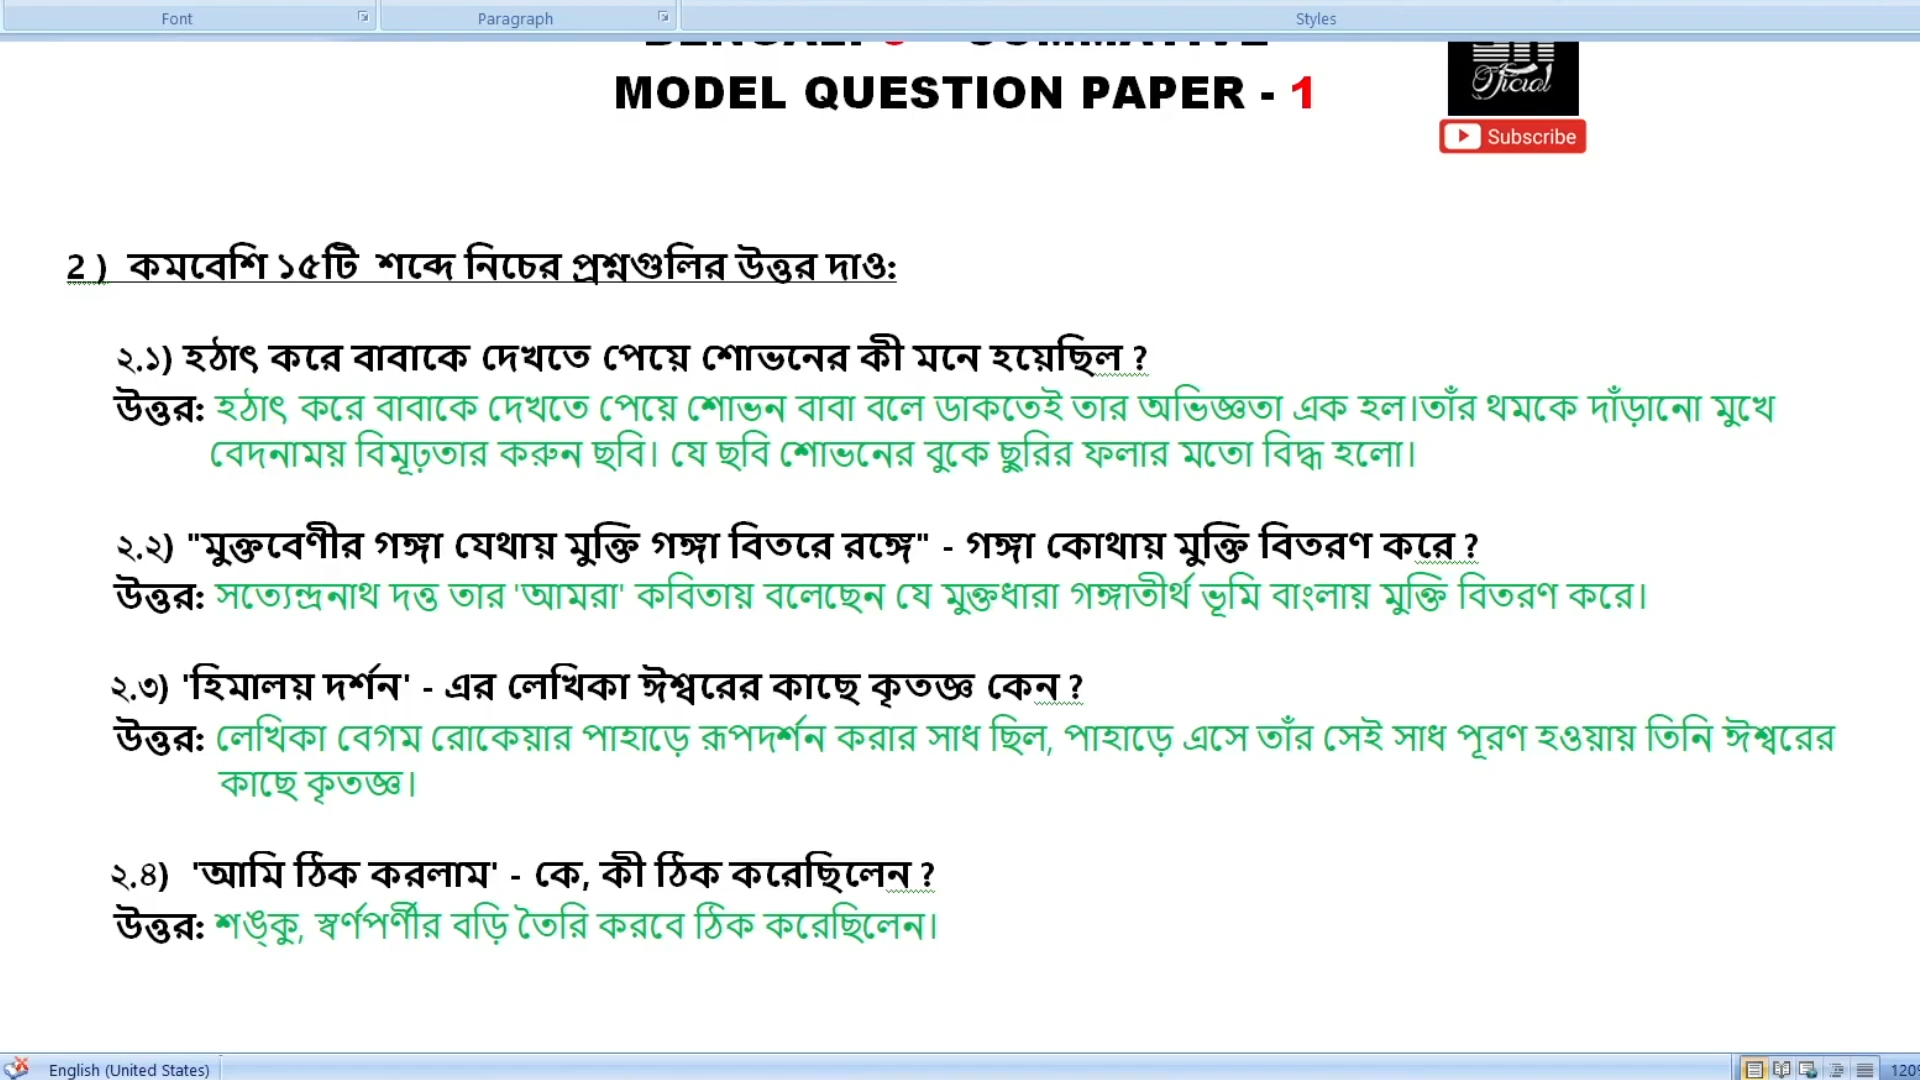 Font Paragraph Styles
MODEL QUESTION PAPER - 1
Subscribe
2 ) কমবেশি ১৫টি শব্দে নিচের প্রশ্নগুলির উত্তর দাও:
২.১) হঠাৎ করে বাবাকে দেখতে পেয়ে শোভনের কী মনে হয়েছিল ?
উত্তর: হঠাৎ করে বাবাকে দেখতে পেয়ে শোভন বাবা বলে ডাকতেই তার অভিজ্ঞতা এক হল।তাঁর থমকে দাঁড়ানো মুখে
বেদনাময় বিমূঢ়তার করুন ছবি। যে ছবি শোভনের বুকে ছুরির ফলার মতো বিদ্ধ হলো।
২.২) "মুক্তবেণীর গঙ্গা যেথায় মুক্তি গঙ্গা বিতরে রঙ্গে" - গঙ্গা কোথায় মুক্তি বিতরণ করে ?
উত্তর: সত্যেন্দ্রনাথ দত্ত তার 'আমরা' কবিতায় বলেছেন যে মুক্তধারা গঙ্গাতীর্থ ভূমি বাংলায় মুক্তি বিতরণ করে।
২.৩) 'হিমালয় দর্শন' - এর লেখিকা ঈশ্বরের কাছে কৃতজ্ঞ কেন ?
উত্তর: লেখিকা বেগম রোকেয়ার পাহাড়ে রূপদর্শন করার সাধ ছিল, পাহাড়ে এসে তাঁর সেই সাধ পূরণ হওয়ায় তিনি ঈশ্বরের
কাছে কৃতজ্ঞ।
২.৪) 'আমি ঠিক করলাম' - কে, কী ঠিক করেছিলেন ?
উত্তর: শঙ্কু, স্বর্ণপর্ণীর বড়ি তৈরি করবে ঠিক করেছিলেন।
English (United States)